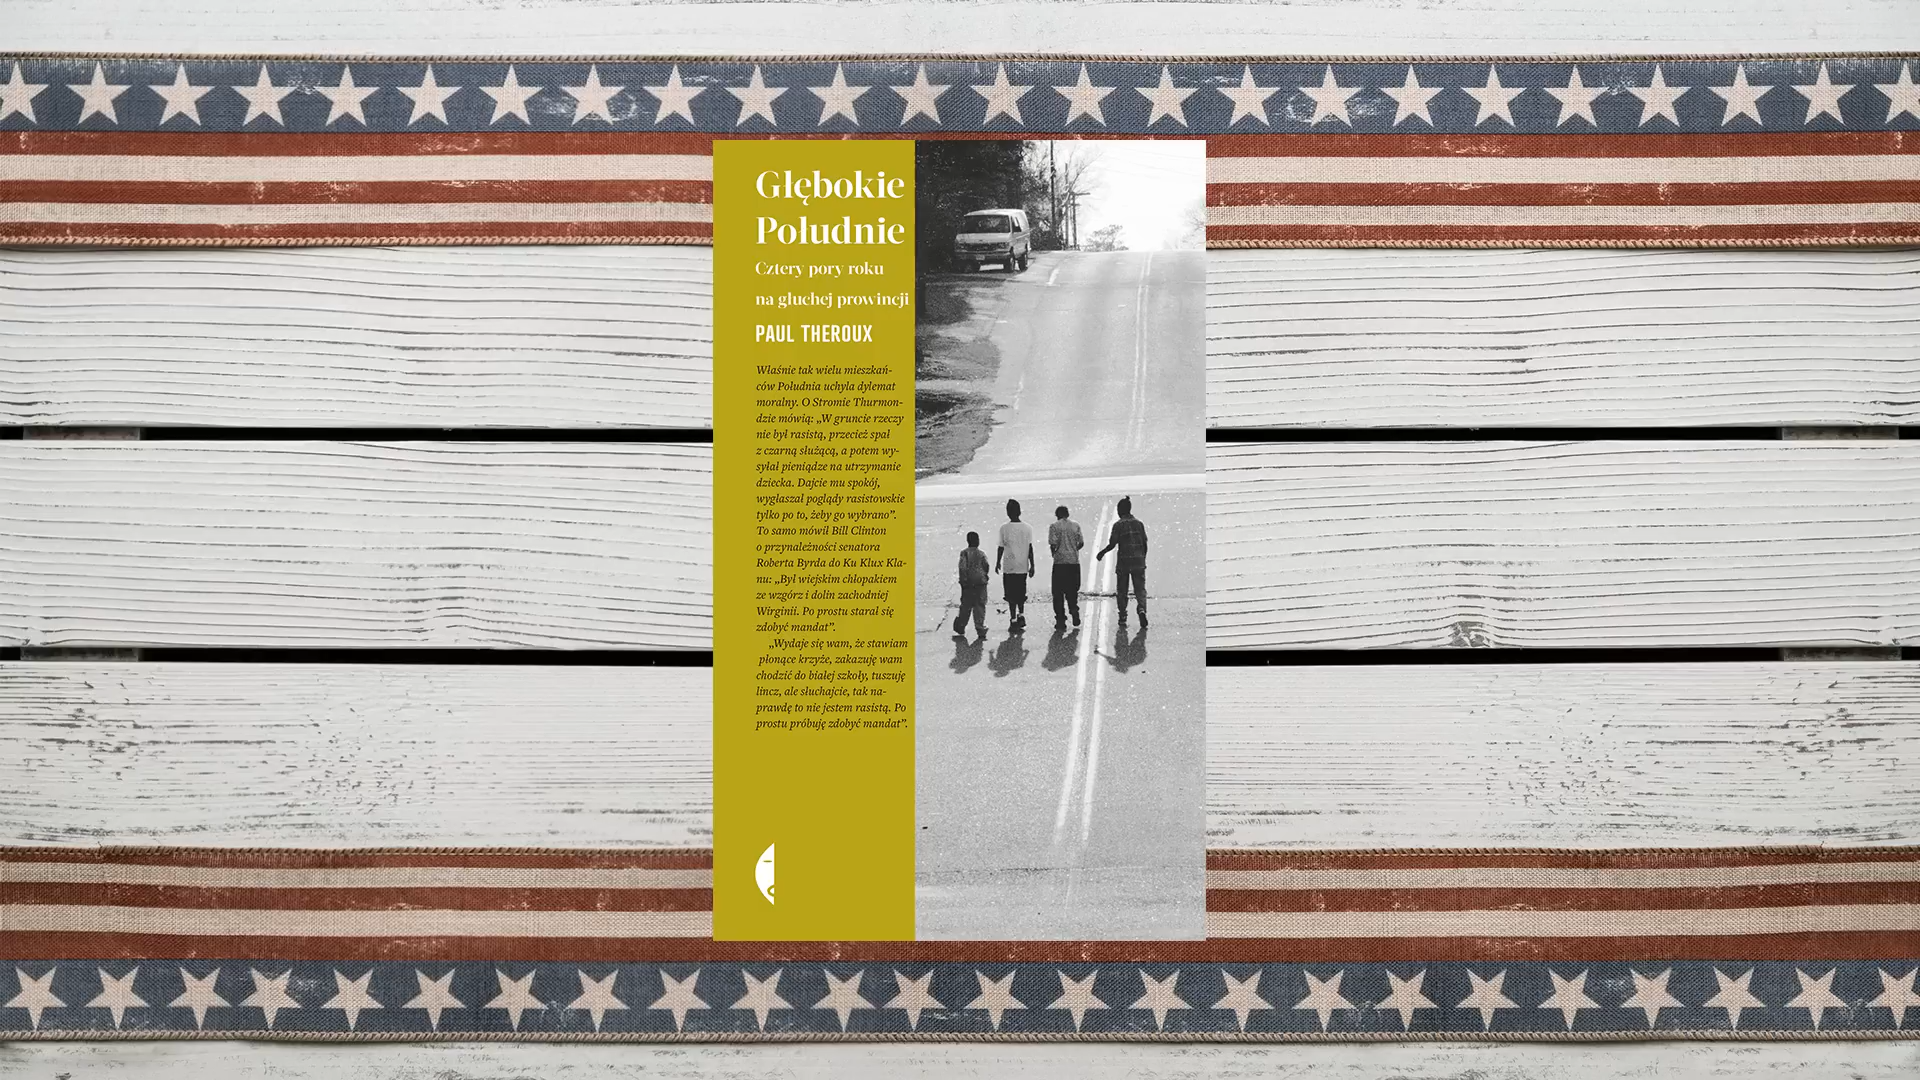 Głębokie
Południe
Cztery pory roku
na głuchej prowincji
PAUL THEROUX
Właśnie tak wielu mieszkań-
ców Południa uchyla dylemat
moralny. O Stromie Thurmon-
dzie mówią: „W gruncie rzeczy
nie był rasistą, przecież spał
z czarną służącą, a potem wy-
syłał pieniądze na utrzymanie
dziecka. Dajcie mu spokój,
wygłaszał poglądy rasistowskie
tylko po to, żeby go wybrano”.
To samo mówił Bill Clinton
o przynależności senatora
Roberta Byrda do Ku Klux Kla-
nu: „Był wiejskim chłopakiem
ze wzgórz i dolin zachodniej
Wirginii. Po prostu starał się
zdobyć mandat”.
„Wydaje się wam, że stawiam
płonące krzyże, zakazuję wam
chodzić do białej szkoły, tuszuję
lincz, ale słuchajcie, tak na-
prawdę to nie jestem rasistą. Po
prostu próbuję zdobyć mandat”.